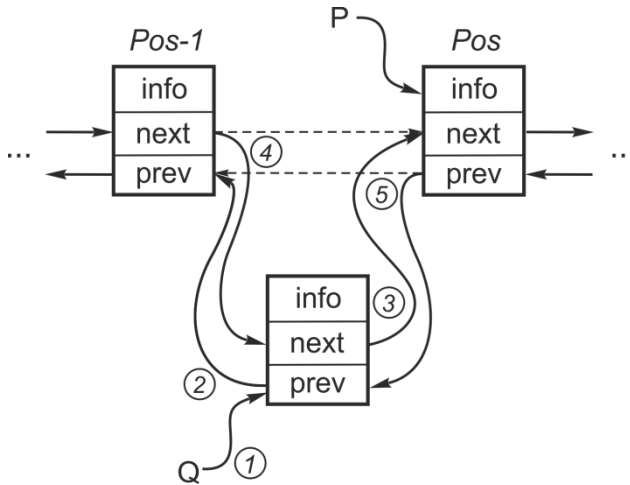 P
Pos-1 Pos
info info
next next
④
... ..
prev prev
⑤
info
③
next
prev
②
Q ①